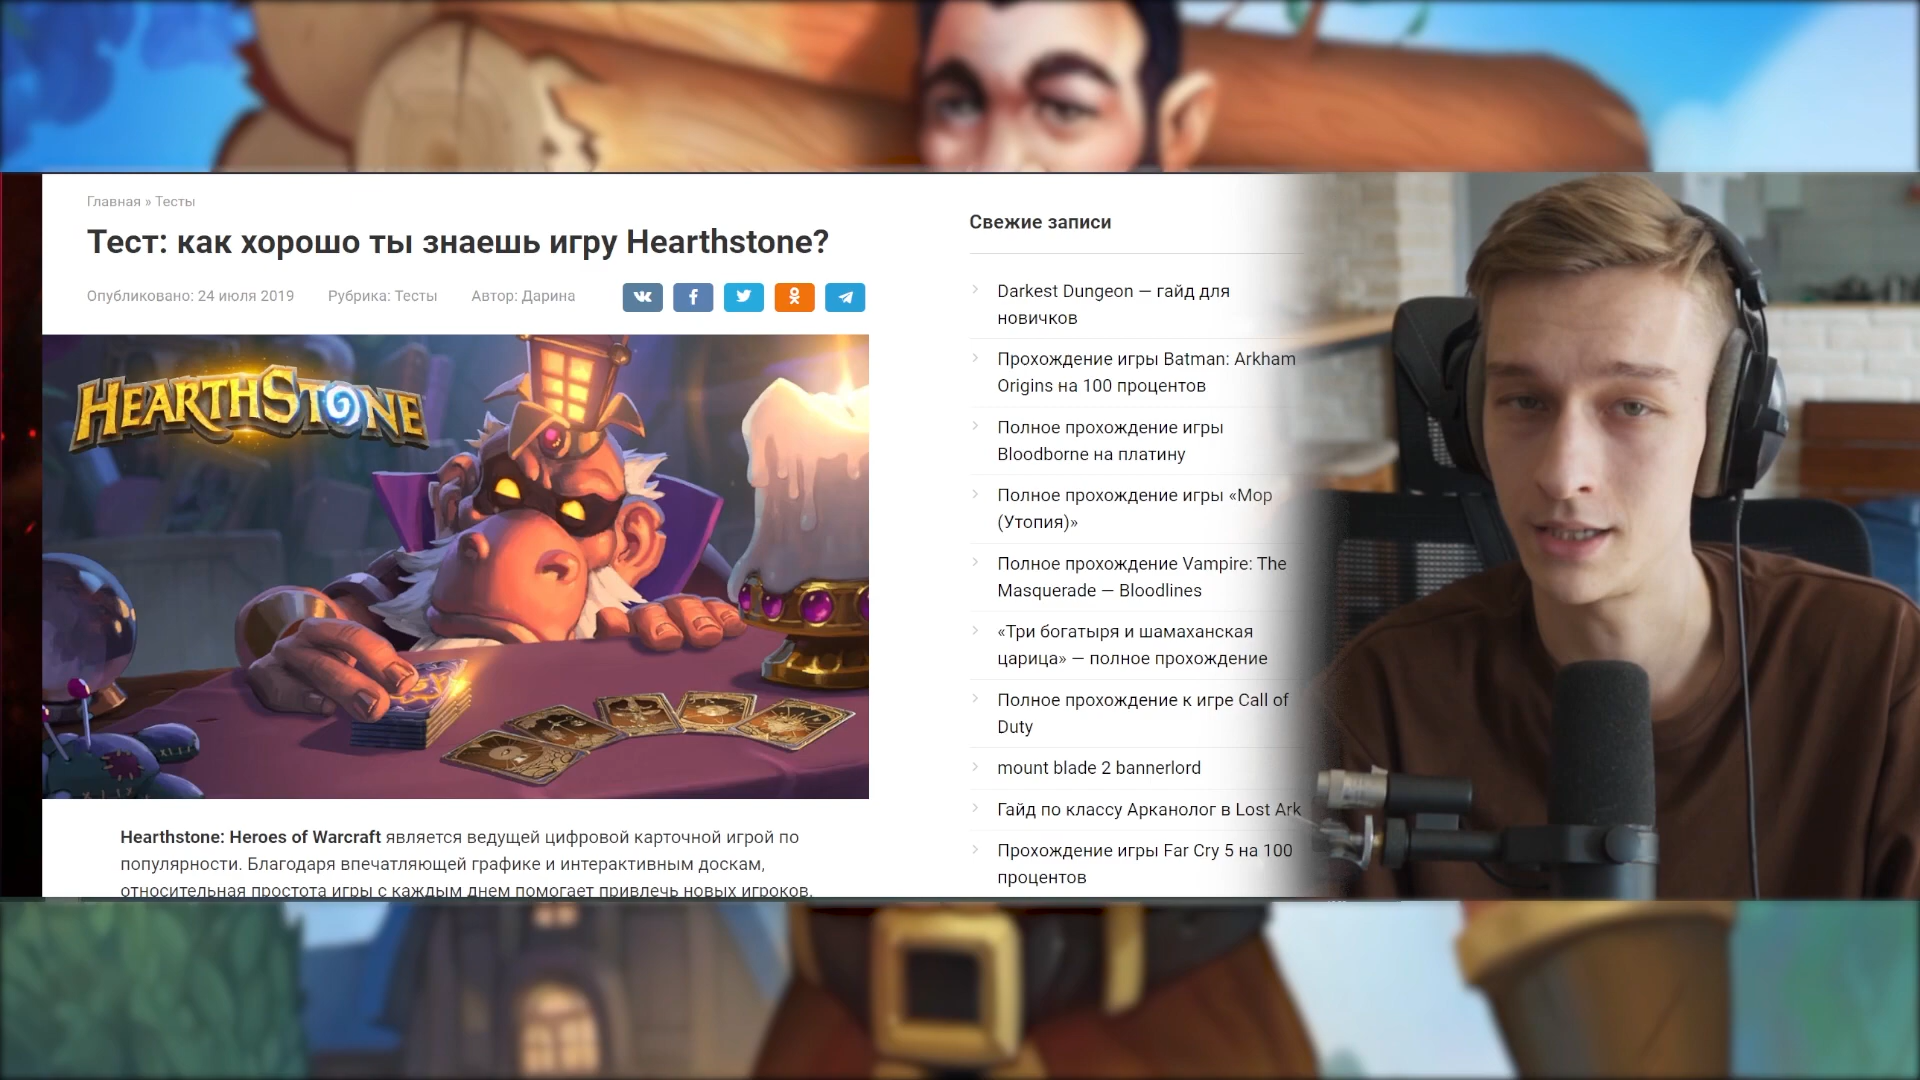 Главная » Тесты
Тест: как хорошо ты знаешь игру Hearthstone?
Опубликовано: 24 июля 2019 Рубрика: Тесты Автор: Дарина
HEARTHSTONE
Hearthstone: Heroes of Warcraft является ведущей цифровой карточной игрой по
популярности. Благодаря впечатляющей графике и интерактивным доскам,
относительная простота игры с каждым днем помогает привлечь новых игроков.
Свежие записи
Darkest Dungeon — гайд для
новичков
Прохождение игры Batman: Arkham
Origins на 100 процентов
Полное прохождение игры
Bloodborne на платину
Полное прохождение игры «Мор
(Утопия)»
Полное прохождение Vampire: The
Masquerade — Bloodlines
«Три богатыря и шамаханская
царица» — полное прохождение
Полное прохождение к игре Call of
Duty
mount blade 2 bannerlord
Гайд по классу Арканолог в Lost Ark
Прохождение игры Far Cry 5 на 100
процентов